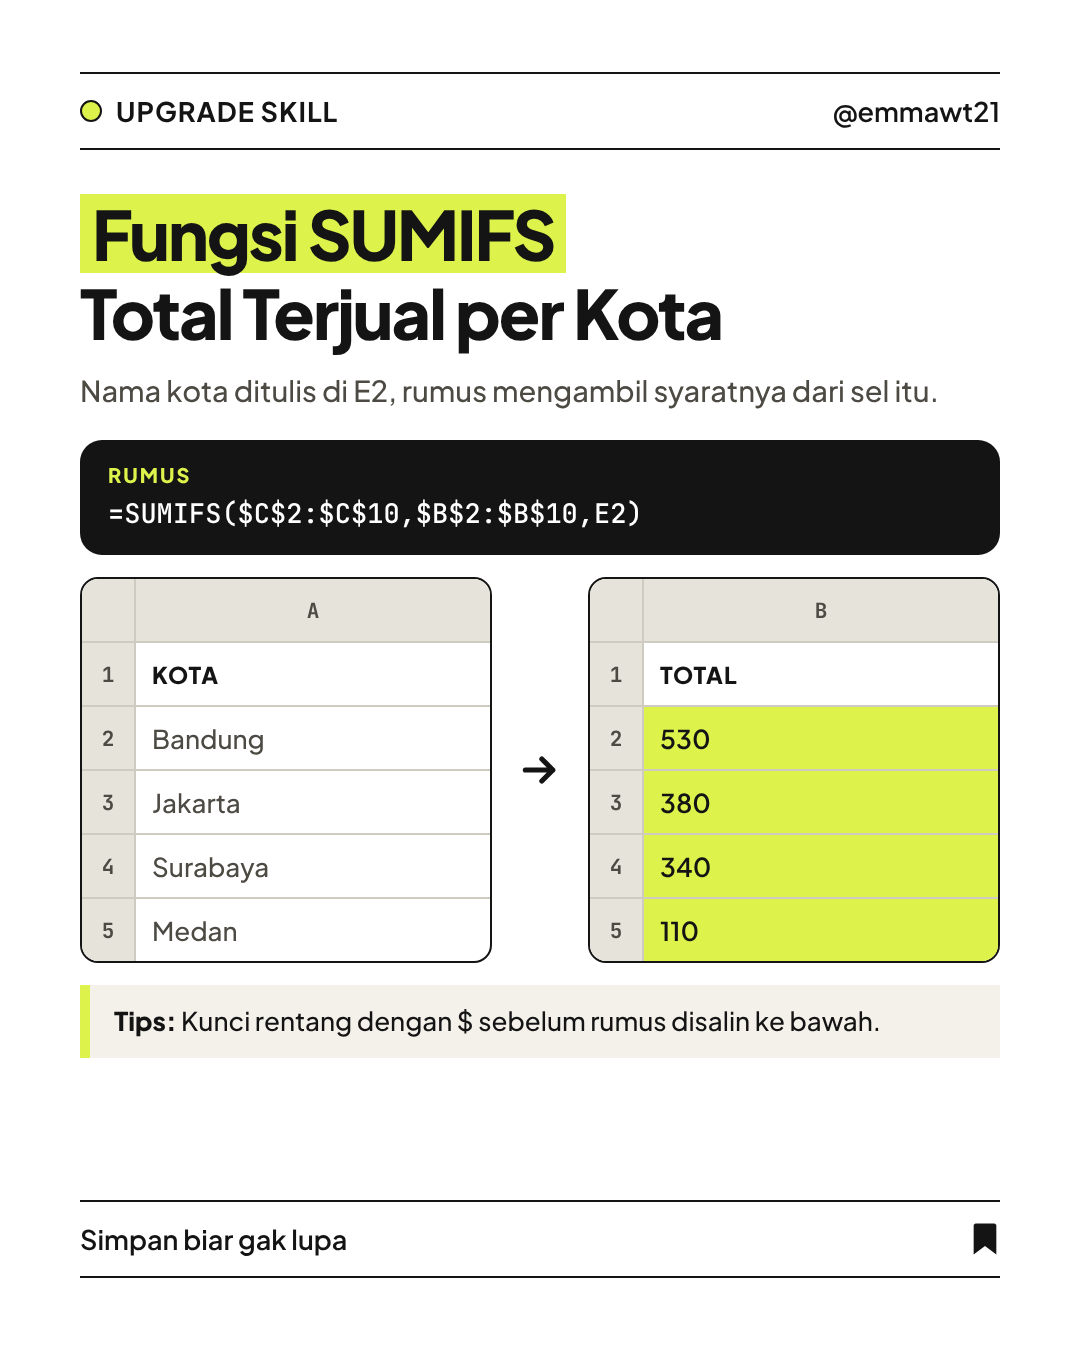 UPGRADE SKILL
@emmawt21
Fungsi SUMIFS
Total Terjual per Kota
Nama kota ditulis di E2, rumus mengambil syaratnya dari sel itu.
RUMUS
=SUMIFS($C$2:$C$10,$B$2:$B$10,E2)
A
1 KOTA
2 Bandung
3 Jakarta
4 Surabaya
5 Medan
→
B
1 TOTAL
2 530
3 380
4 340
5 110
Tips: Kunci rentang dengan $ sebelum rumus disalin ke bawah.
Simpan biar gak lupa